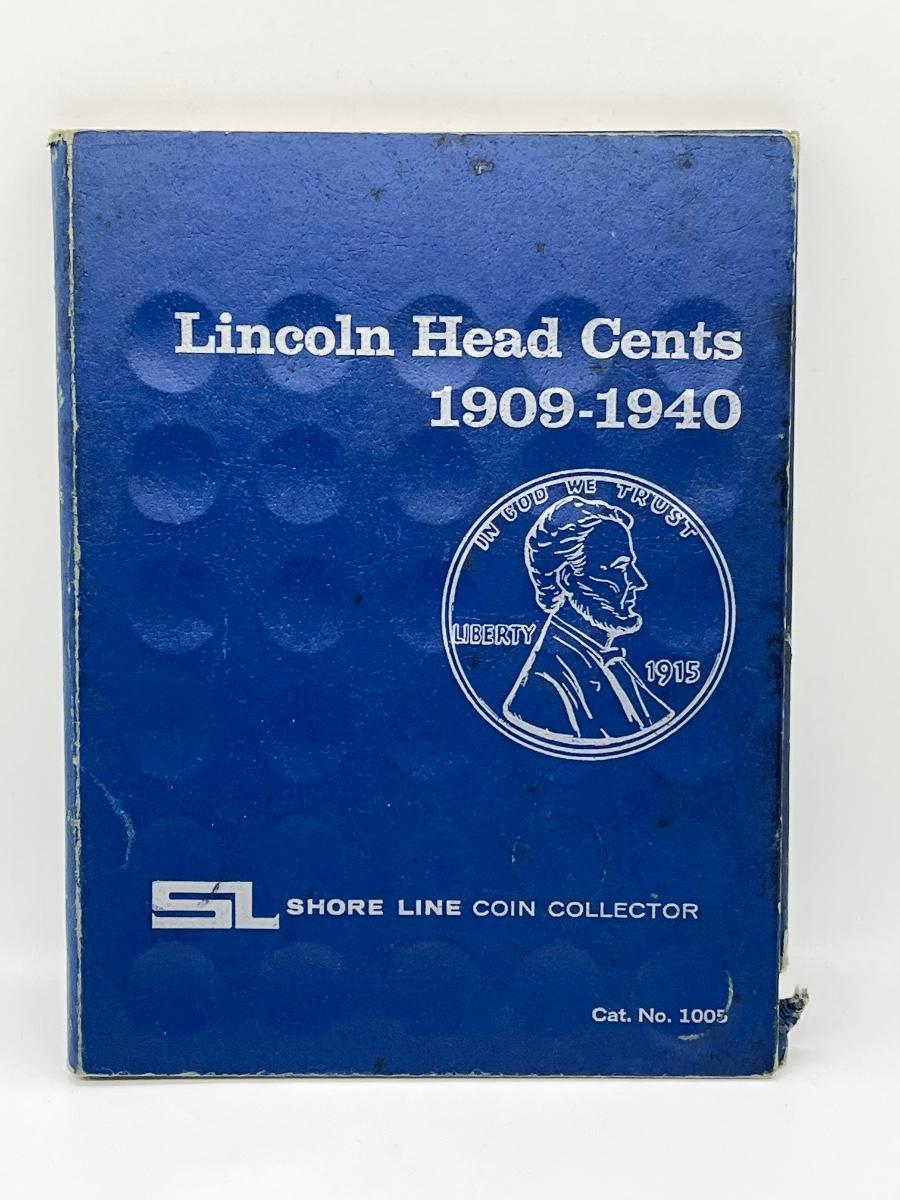 Lincoln Head Cents
1909-1940
IN GOD WE TRUST
LIBERTY
1915
SL SHORE LINE COIN COLLECTOR
Cat. No. 1005